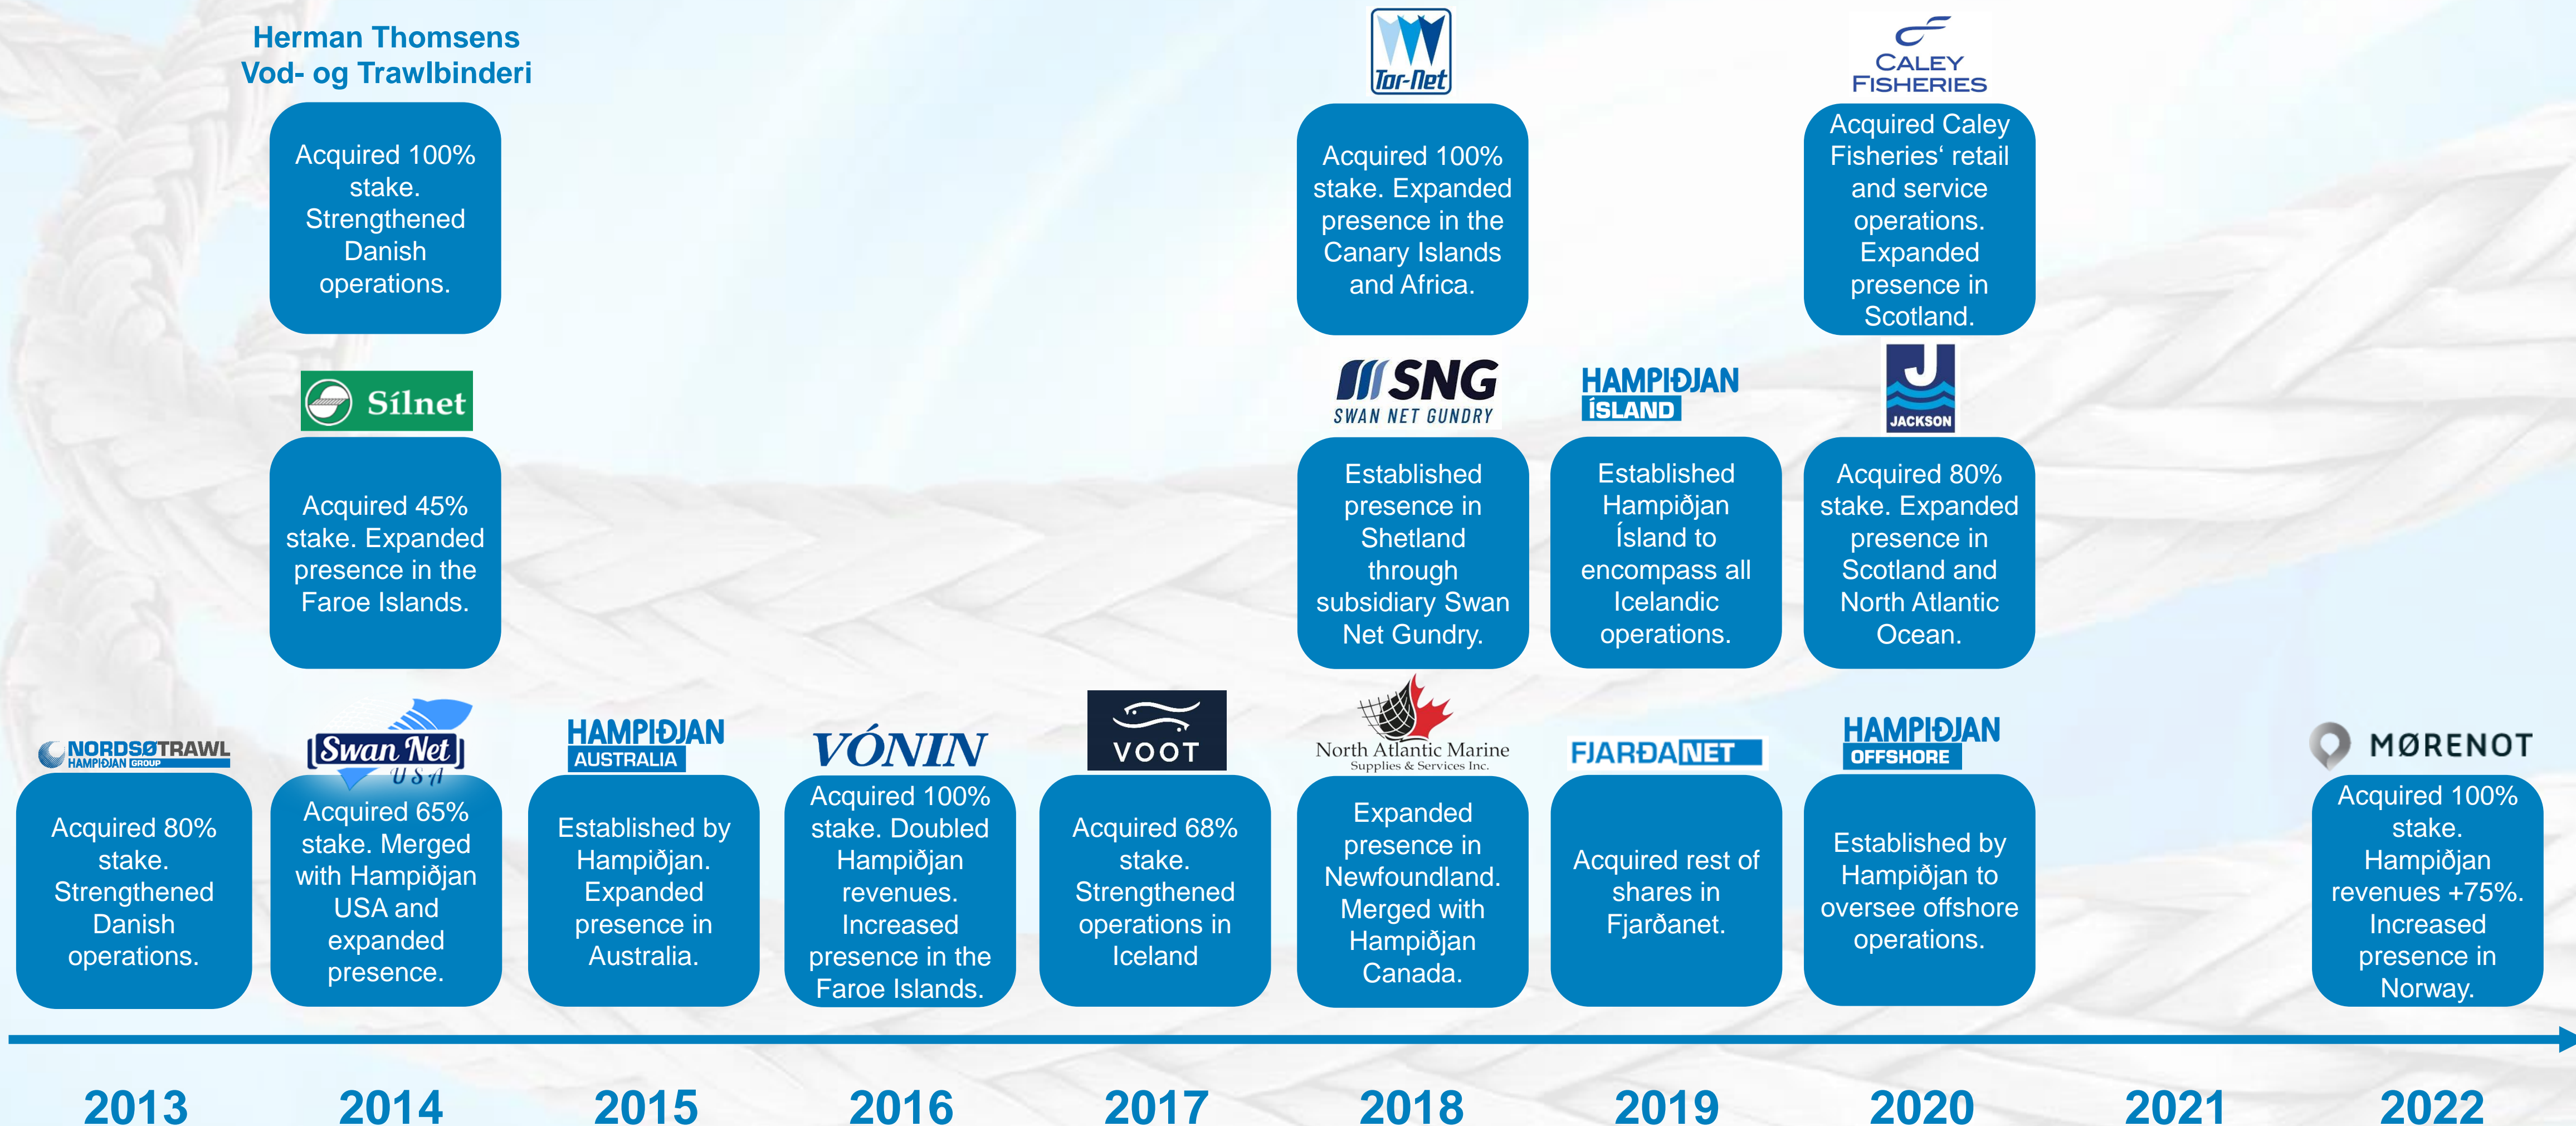 Herman Thomsens
Vod- og Trawlbinderi
Acquired 100%
stake.
Strengthened
Danish
operations.
Tor-Net
Acquired 100%
stake. Expanded
presence in the
Canary Islands
and Africa.
CALEY
FISHERIES
Acquired Caley
Fisheries‘ retail
and service
operations.
Expanded
presence in
Scotland.
Sílnet
Acquired 45%
stake. Expanded
presence in the
Faroe Islands.
SNG
SWAN NET GUNDRY
Established
presence in
Shetland
through
subsidiary Swan
Net Gundry.
HAMPIÐJAN
ÍSLAND
Established
Hampiðjan
Ísland to
encompass all
Icelandic
operations.
J
JACKSON
Acquired 80%
stake. Expanded
presence in
Scotland and
North Atlantic
Ocean.
NORDSØTRAWL
HAMPIÐJAN GROUP
Acquired 80%
stake.
Strengthened
Danish
operations.
Swan Net
USA
Acquired 65%
stake. Merged
with Hampiðjan
USA and
expanded
presence.
HAMPIÐJAN
AUSTRALIA
Established by
Hampiðjan.
Expanded
presence in
Australia.
VÓNIN
Acquired 100%
stake. Doubled
Hampiðjan
revenues.
Increased
presence in the
Faroe Islands.
VOOT
Acquired 68%
stake.
Strengthened
operations in
Iceland
North Atlantic Marine
Supplies & Services Inc.
Expanded
presence in
Newfoundland.
Merged with
Hampiðjan
Canada.
FJARÐANET
Acquired rest of
shares in
Fjarðanet.
HAMPIÐJAN
OFFSHORE
Established by
Hampiðjan to
oversee offshore
operations.
MØRENOT
Acquired 100%
stake.
Hampiðjan
revenues +75%.
Increased
presence in
Norway.
2013 2014 2015 2016 2017 2018 2019 2020 2021 2022